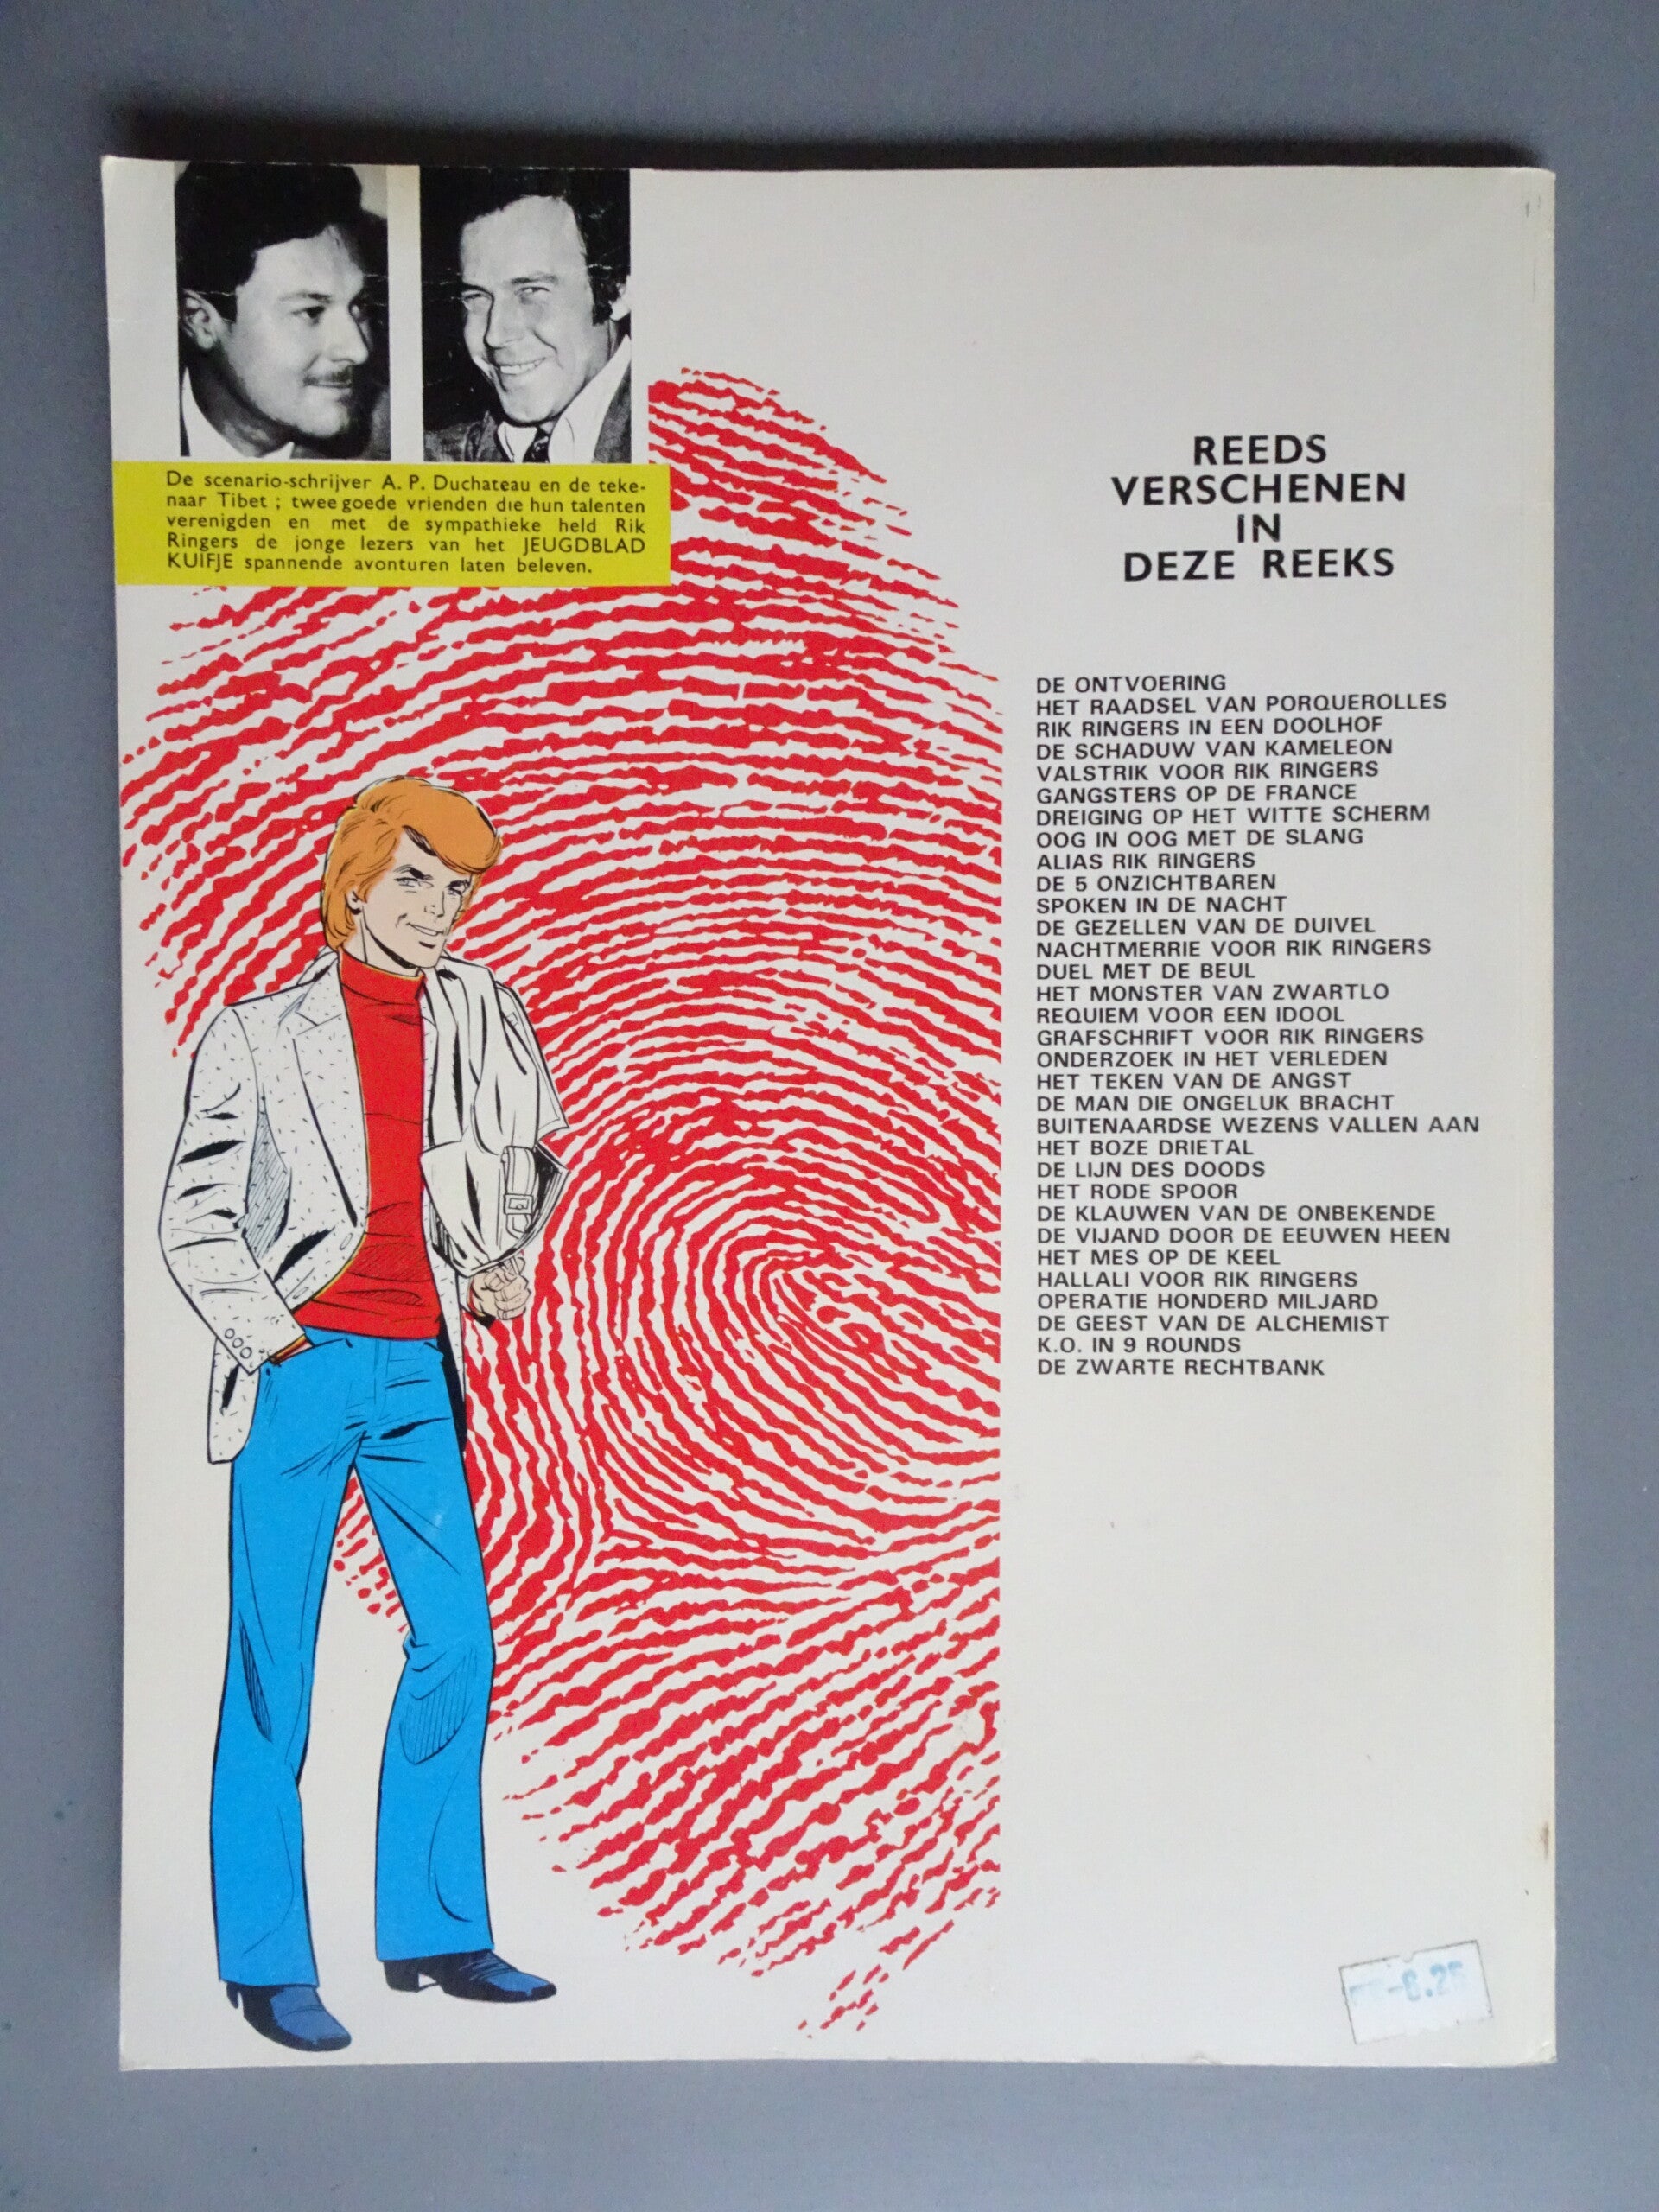 De scenario-schrijver A. P. Duchateau en de teke-
naar Tibet ; twee goede vrienden die hun talenten
verenigden en met de sympathieke held Rik
Ringers de jonge lezers van het JEUGDBLAD
KUIFJE spannende avonturen laten beleven.
REEDS
VERSCHENEN
IN
DEZE REEKS
DE ONTVOERING
HET RAADSEL VAN PORQUEROLLES
RIK RINGERS IN EEN DOOLHOF
DE SCHADUW VAN KAMELEON
VALSTRIK VOOR RIK RINGERS
GANGSTERS OP DE FRANCE
DREIGING OP HET WITTE SCHERM
OOG IN OOG MET DE SLANG
ALIAS RIK RINGERS
DE 5 ONZICHTBAREN
SPOKEN IN DE NACHT
DE GEZELLEN VAN DE DUIVEL
NACHTMERRIE VOOR RIK RINGERS
DUEL MET DE BEUL
HET MONSTER VAN ZWARTLO
REQUIEM VOOR EEN IDOOL
GRAFSCHRIFT VOOR RIK RINGERS
ONDERZOEK IN HET VERLEDEN
HET TEKEN VAN DE ANGST
DE MAN DIE ONGELUK BRACHT
BUITENAARDSE WEZENS VALLEN AAN
HET BOZE DRIETAL
DE LIJN DES DOODS
HET RODE SPOOR
DE KLAUWEN VAN DE ONBEKENDE
DE VIJAND DOOR DE EEUWEN HEEN
HET MES OP DE KEEL
HALLALI VOOR RIK RINGERS
OPERATIE HONDERD MILJARD
DE GEEST VAN DE ALCHEMIST
K.O. IN 9 ROUNDS
DE ZWARTE RECHTBANK